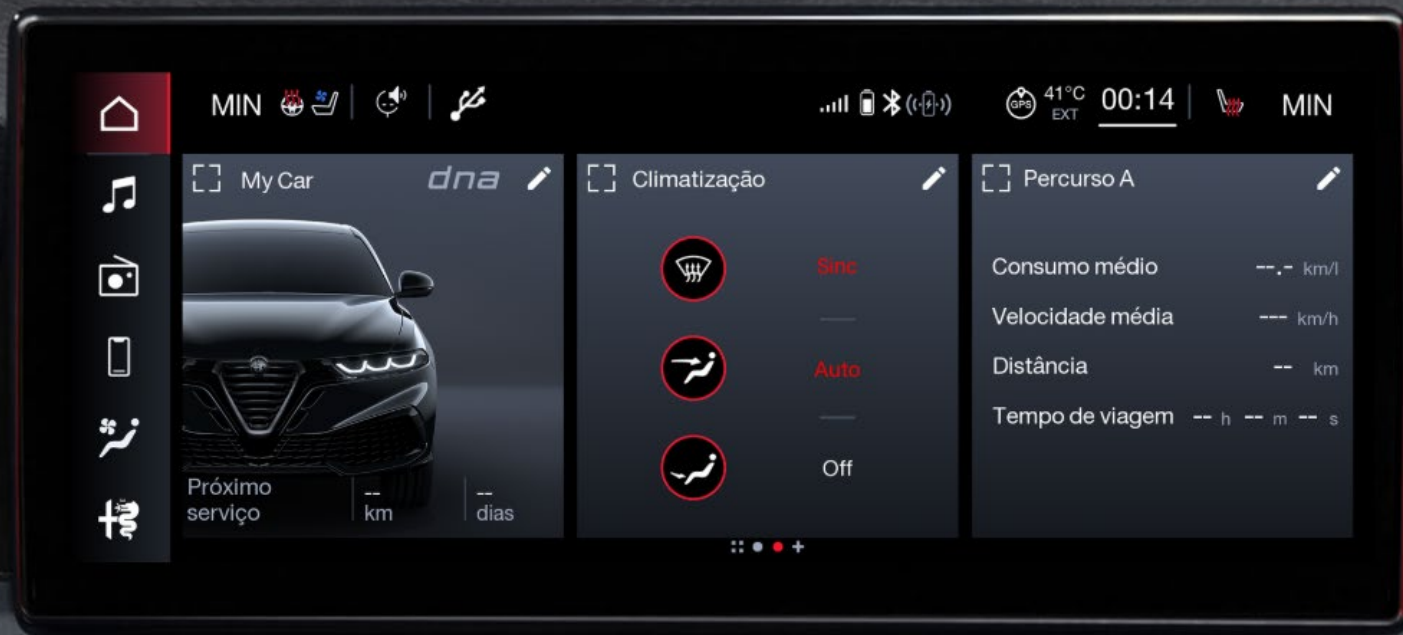 MIN
GPS 41°C
EXT
00:14
MIN
My Car
dna
Climatização
Percurso A
Sinc
Auto
Off
Consumo médio --.- km/l
Velocidade média --- km/h
Distância -- km
Tempo de viagem -- h -- m -- s
Próximo
serviço
--
km
--
dias